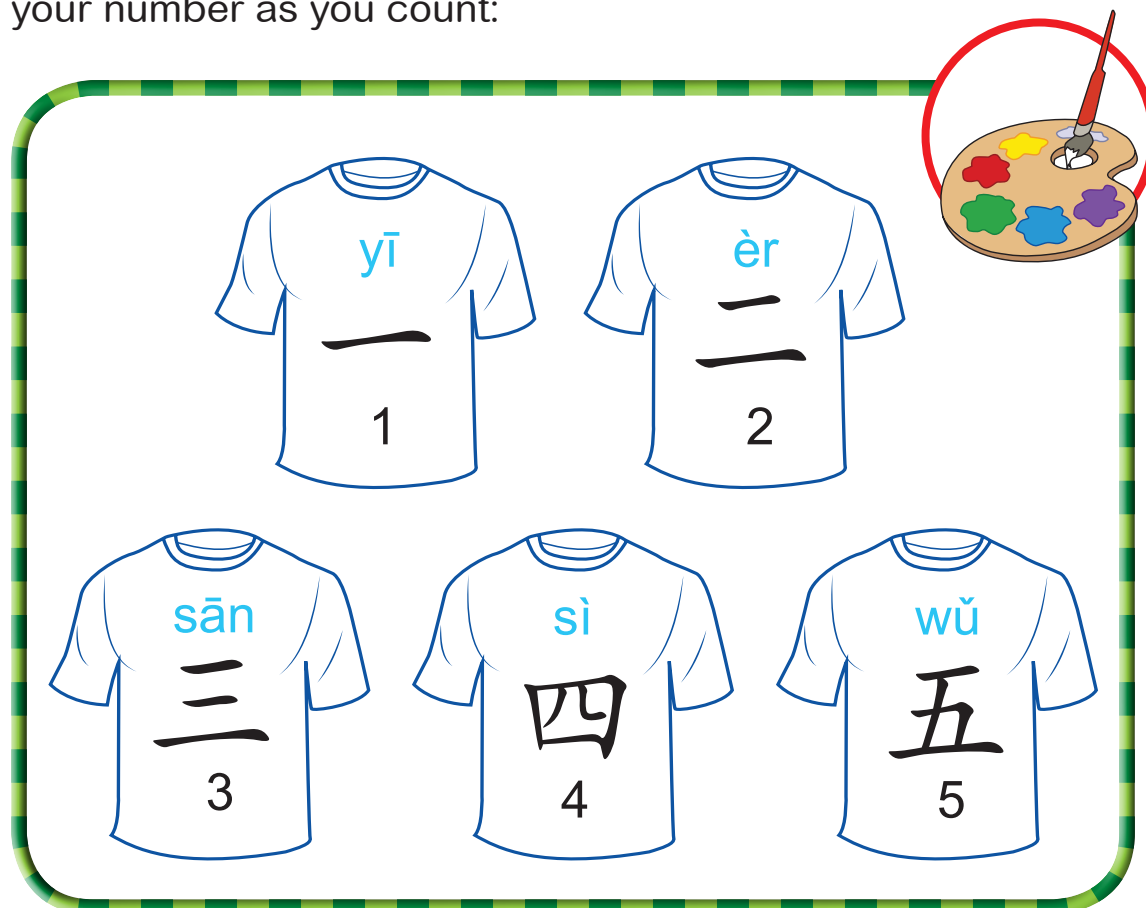 your number as you count:
yī èr
一 二
1 2
sān sì wǔ
三 四 五
3 4 5